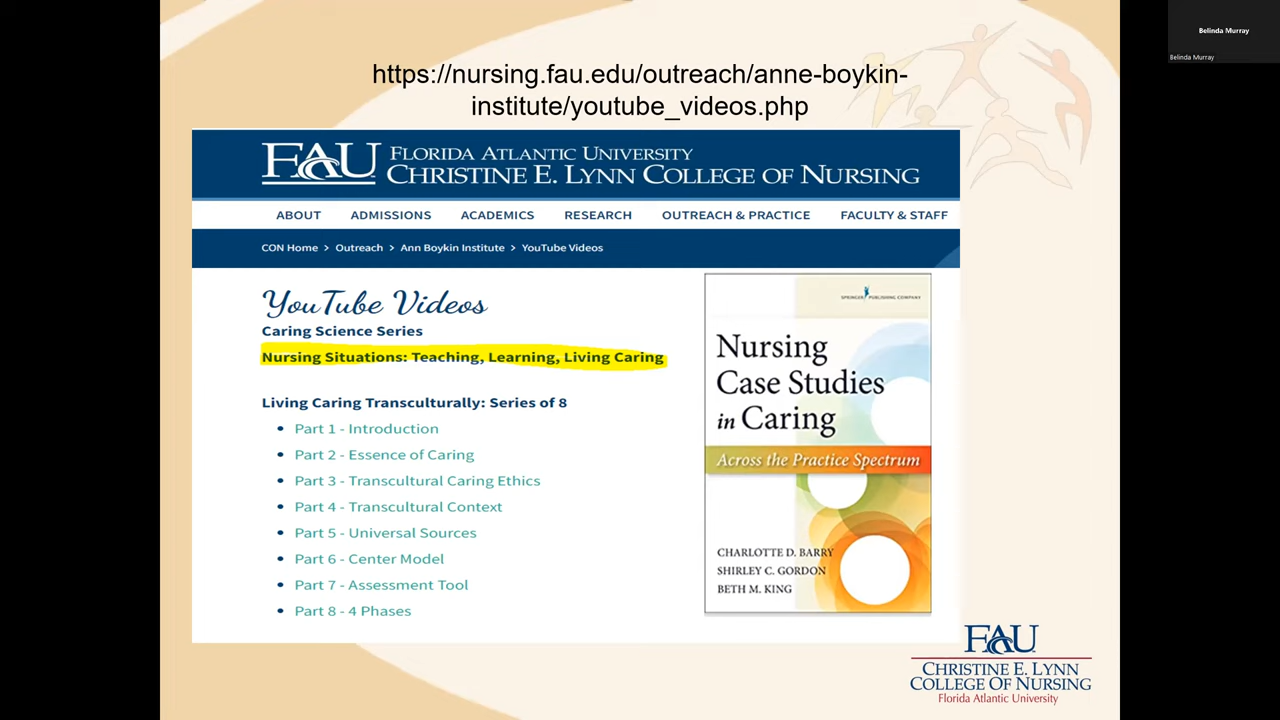 https://nursing.fau.edu/outreach/anne-boykin-
institute/youtube_videos.php
Belinda Murray
Belinda Murray
FAU FLORIDA ATLANTIC UNIVERSITY
CHRISTINE E. LYNN COLLEGE OF NURSING
ABOUT ADMISSIONS ACADEMICS RESEARCH OUTREACH & PRACTICE FACULTY & STAFF
CON Home > Outreach > Ann Boykin Institute > YouTube Videos
YouTube Videos
Caring Science Series
Nursing Situations: Teaching, Learning, Living Caring
Living Caring Transculturally: Series of 8
• Part 1 - Introduction
• Part 2 - Essence of Caring
• Part 3 - Transcultural Caring Ethics
• Part 4 - Transcultural Context
• Part 5 - Universal Sources
• Part 6 - Center Model
• Part 7 - Assessment Tool
• Part 8 - 4 Phases
SPRINGER PUBLISHING COMPANY
Nursing
Case Studies
in Caring
Across the Practice Spectrum
CHARLOTTE D. BARRY
SHIRLEY C. GORDON
BETH M. KING
FAU
CHRISTINE E. LYNN
COLLEGE OF NURSING
Florida Atlantic University